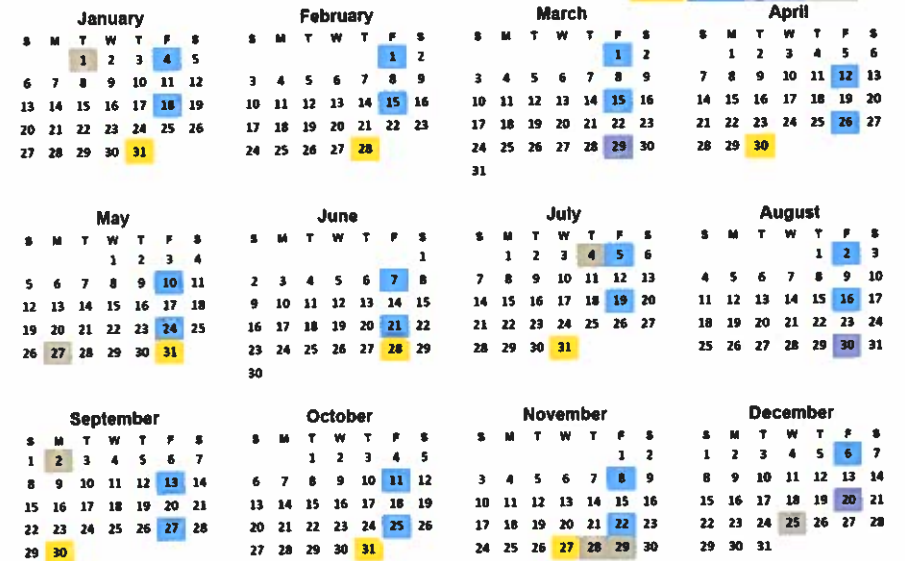 January
S M T W T F S
1 2 3 4 5
6 7 8 9 10 11 12
13 14 15 16 17 18 19
20 21 22 23 24 25 26
27 28 29 30 31
February
S M T W T F S
1 2
3 4 5 6 7 8 9
10 11 12 13 14 15 16
17 18 19 20 21 22 23
24 25 26 27 28
March
S M T W T F S
1 2
3 4 5 6 7 8 9
10 11 12 13 14 15 16
17 18 19 20 21 22 23
24 25 26 27 28 29 30
31
April
S M T W T F S
1 2 3 4 5 6
7 8 9 10 11 12 13
14 15 16 17 18 19 20
21 22 23 24 25 26 27
28 29 30
May
S M T W T F S
1 2 3 4
5 6 7 8 9 10 11
12 13 14 15 16 17 18
19 20 21 22 23 24 25
26 27 28 29 30 31
June
S M T W T F S
1
2 3 4 5 6 7 8
9 10 11 12 13 14 15
16 17 18 19 20 21 22
23 24 25 26 27 28 29
30
July
S M T W T F S
1 2 3 4 5 6
7 8 9 10 11 12 13
14 15 16 17 18 19 20
21 22 23 24 25 26 27
28 29 30 31
August
S M T W T F S
1 2 3
4 5 6 7 8 9 10
11 12 13 14 15 16 17
18 19 20 21 22 23 24
25 26 27 28 29 30 31
September
S M T W T F S
1 2 3 4 5 6 7
8 9 10 11 12 13 14
15 16 17 18 19 20 21
22 23 24 25 26 27 28
29 30
October
S M T W T F S
1 2 3 4 5
6 7 8 9 10 11 12
13 14 15 16 17 18 19
20 21 22 23 24 25 26
27 28 29 30 31
November
S M T W T F S
1 2
3 4 5 6 7 8 9
10 11 12 13 14 15 16
17 18 19 20 21 22 23
24 25 26 27 28 29 30
December
S M T W T F S
1 2 3 4 5 6 7
8 9 10 11 12 13 14
15 16 17 18 19 20 21
22 23 24 25 26 27 28
29 30 31